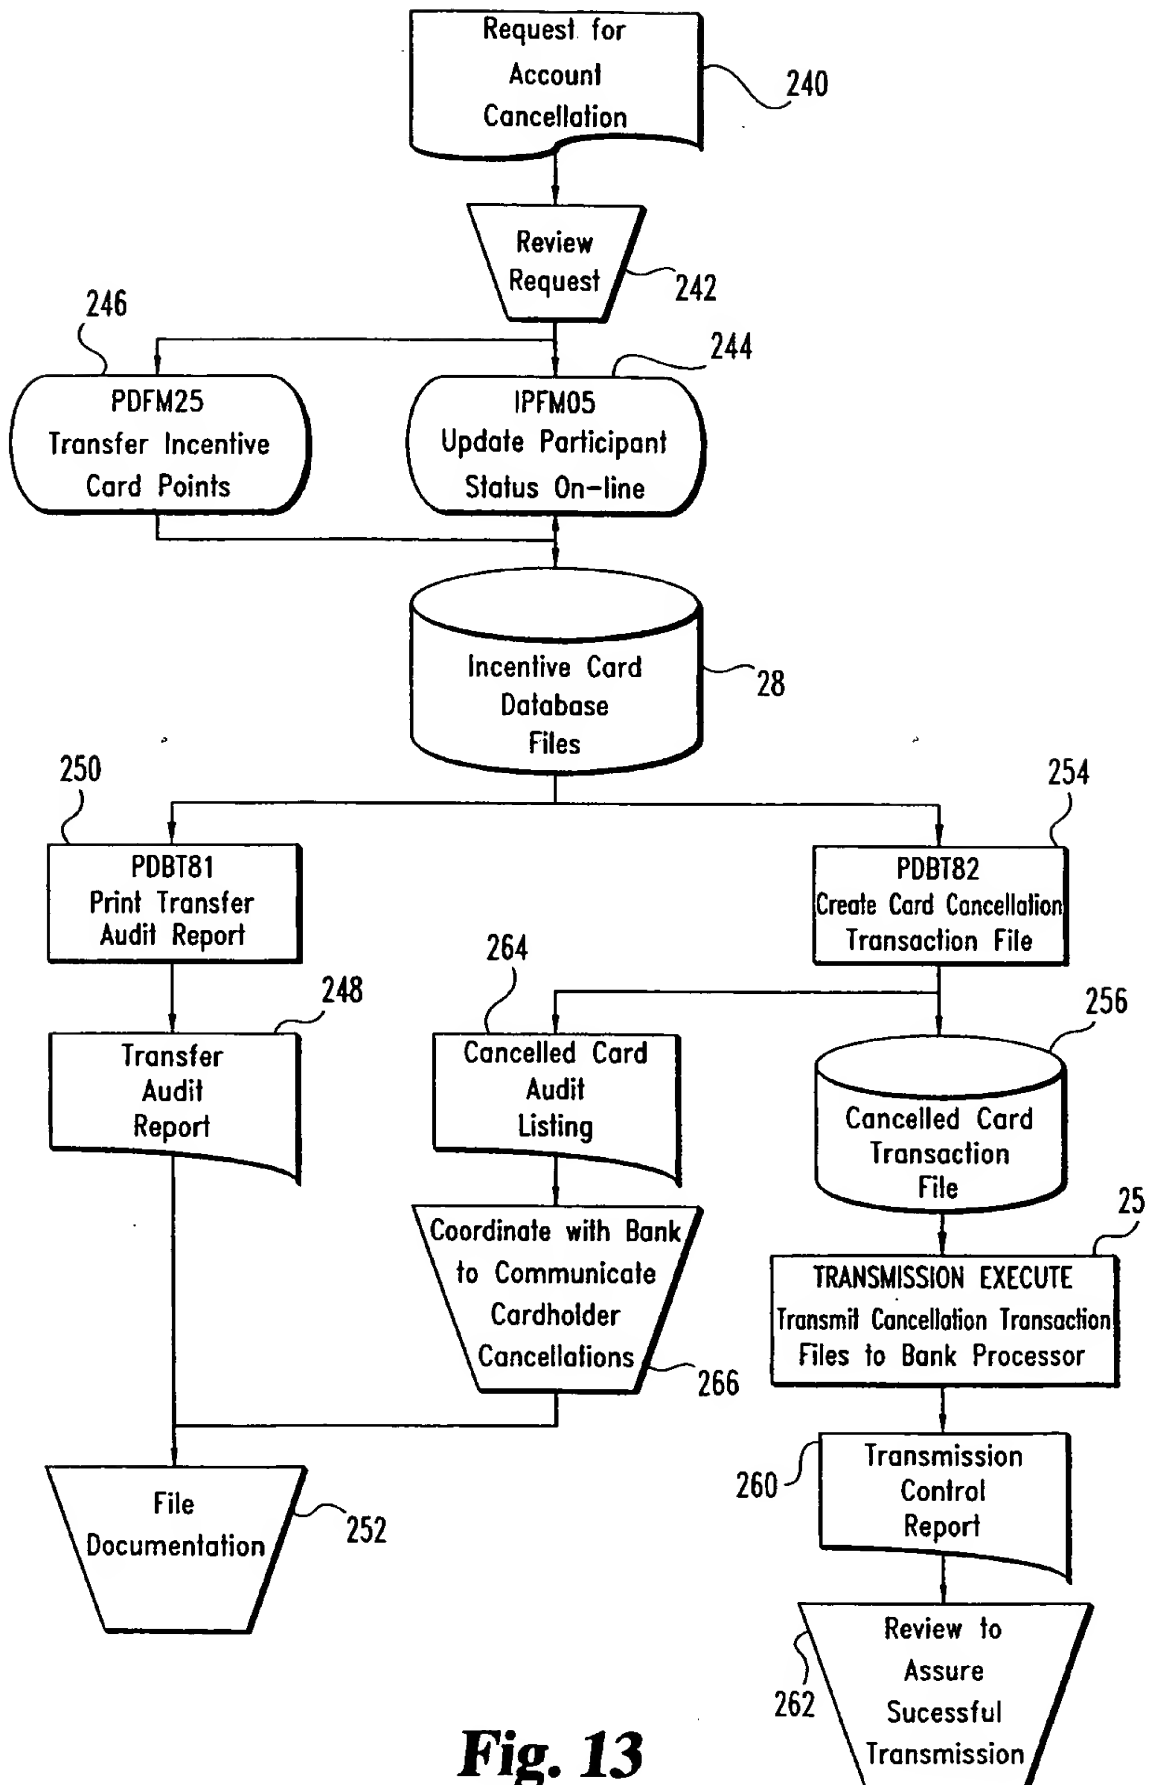 Request for
Account
Cancellation
240
Review
Request
242
246
244
PDFM25
Transfer Incentive
Card Points
IPFM05
Update Participant
Status On-line
Incentive Card
Database
Files
28
250
254
PDBT81
Print Transfer
Audit Report
PDBT82
Create Card Cancellation
Transaction File
264
248
256
Transfer
Audit
Report
Cancelled Card
Audit
Listing
Cancelled Card
Transaction
File
25
Coordinate with Bank
to Communicate
Cardholder
Cancellations
266
TRANSMISSION EXECUTE
Transmit Cancellation Transaction
Files to Bank Processor
260
Transmission
Control
Report
File
Documentation
252
262
Review to
Assure
Sucessful
Transmission
Fig. 13